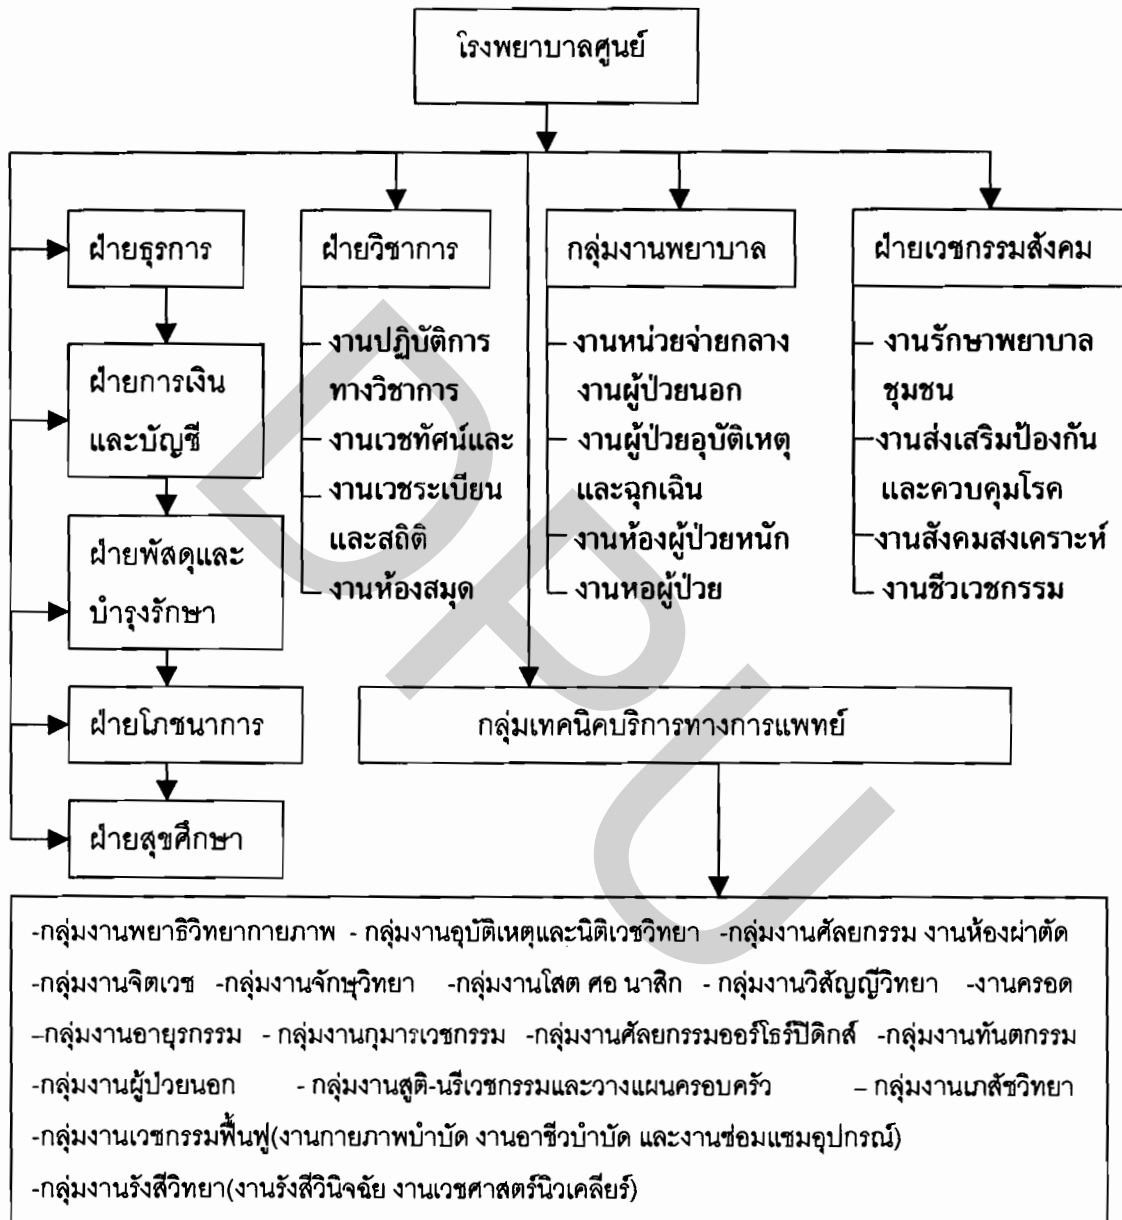 โรงพยาบาลศูนย์
ฝ่ายธุรการ
ฝ่ายการเงิน
และบัญชี
ฝ่ายพัสดุและ
บำรุงรักษา
ฝ่ายโภชนาการ
ฝ่ายสุขศึกษา
ฝ่ายวิชาการ
งานปฏิบัติการ
ทางวิชาการ
งานเวชทัศน์และ
งานเวชระเบียน
และสถิติ
งานห้องสมุด
กลุ่มงานพยาบาล
งานหน่วยจ่ายกลาง
งานผู้ป่วยนอก
งานผู้ป่วยอุบัติเหตุ
และฉุกเฉิน
งานห้องผู้ป่วยหนัก
งานหอผู้ป่วย
ฝ่ายเวชกรรมสังคม
งานรักษาพยาบาล
ชุมชน
งานส่งเสริมป้องกัน
และควบคุมโรค
งานสังคมสงเคราะห์
งานชีวเวชกรรม
กลุ่มเทคนิคบริการทางการแพทย์
-กลุ่มงานพยาธิวิทยากายภาพ - กลุ่มงานอุบัติเหตุและนิติเวชวิทยา -กลุ่มงานศัลยกรรม งานห้องผ่าตัด
-กลุ่มงานจิตเวช -กลุ่มงานจักษุวิทยา -กลุ่มงานโสต ศอ นาสิก - กลุ่มงานวิสัญญีวิทยา -งานครอด
-กลุ่มงานอายุรกรรม - กลุ่มงานกุมารเวชกรรม -กลุ่มงานศัลยกรรมออร์โธร์ปิดิกส์ -กลุ่มงานทันตกรรม
-กลุ่มงานผู้ป่วยนอก - กลุ่มงานสูติ-นรีเวชกรรมและวางแผนครอบครัว - กลุ่มงานเภสัชวิทยา
-กลุ่มงานเวชกรรมฟื้นฟู(งานกายภาพบำบัด งานอาชีวบำบัด และงานซ่อมแซมอุปกรณ์)
-กลุ่มงานรังสีวิทยา(งานรังสีวินิจฉัย งานเวชศาสตร์นิวเคลียร์)
DPU